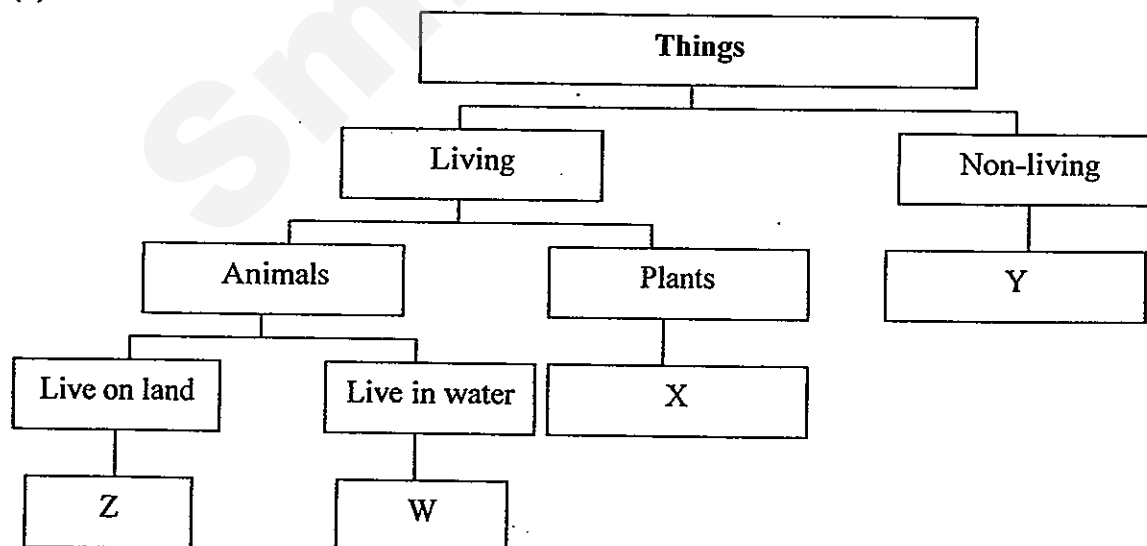 Things
Living
Non-living
Animals
Plants
Y
Live on land
Live in water
X
Z
W